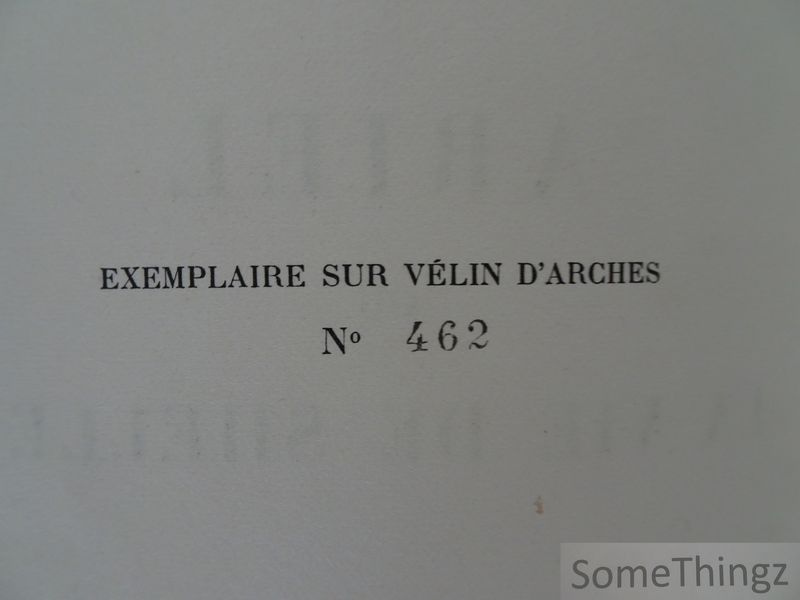 EXEMPLAIRE SUR VÉLIN D'ARCHES
Nº 462
SomeThingz